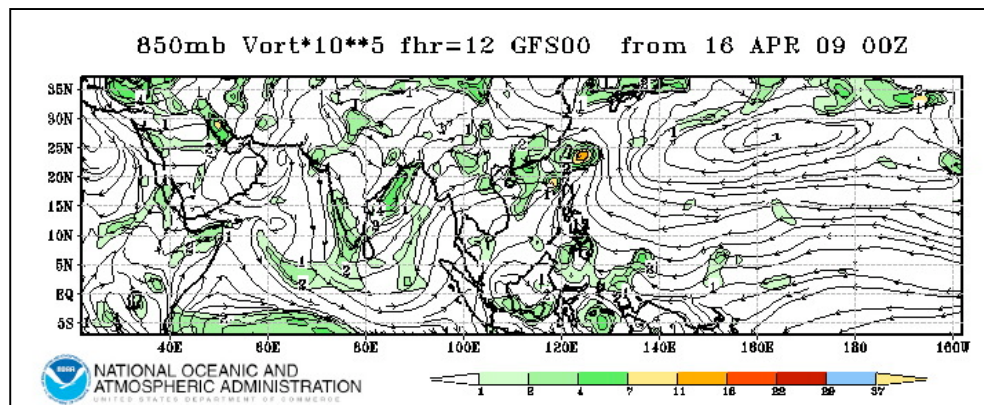 850mb Vort*10**5 fhr=12 GFS00 from 16 APR 09 00Z
35N
30N
25N
20N
15N
10N
5N
EQ
5S
40E 60E 80E 100E 120E 140E 160E 180 160W
NATIONAL OCEANIC AND
ATMOSPHERIC ADMINISTRATION
UNITED STATES DEPARTMENT OF COMMERCE
1 2 4 7 11 16 22 29 37